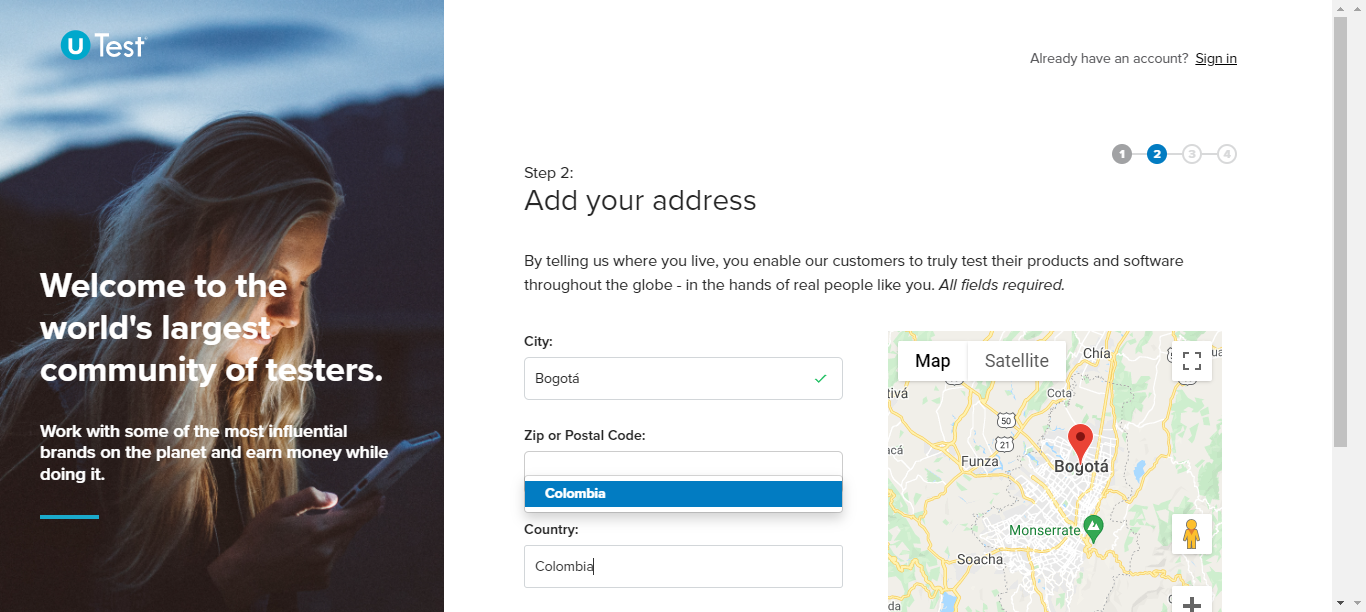 U Test
Already have an account? Sign in
1 2 3 4
Step 2:
Add your address
By telling us where you live, you enable our customers to truly test their products and software
throughout the globe - in the hands of real people like you. All fields required.
Welcome to the
world's largest
community of testers.
Work with some of the most influential
brands on the planet and earn money while
doing it.
City:
Bogotá
Zip or Postal Code:
Colombia
Country:
Colombia
Map Satellite
Chía
Cota
50
21
Funza
Bogotá
Monserrate
Soacha